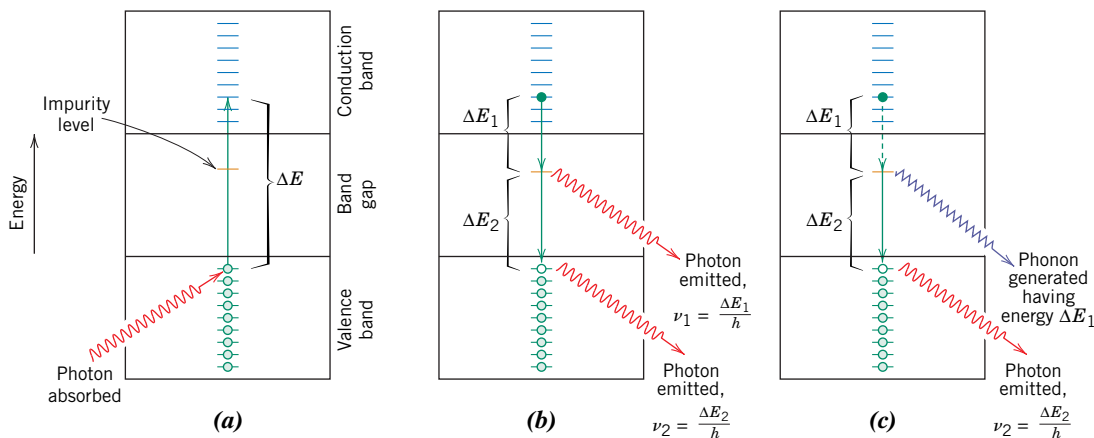 Energy
Impurity
level
ΔE
Conduction
band
Band
gap
Valence
band
Photon
absorbed
(a)
ΔE₁
ΔE₂
Photon
emitted,
ν₁ = ΔE₁/h
Photon
emitted,
ν₂ = ΔE₂/h
(b)
ΔE₁
ΔE₂
Phonon
generated
having
energy ΔE₁
Photon
emitted,
ν₂ = ΔE₂/h
(c)